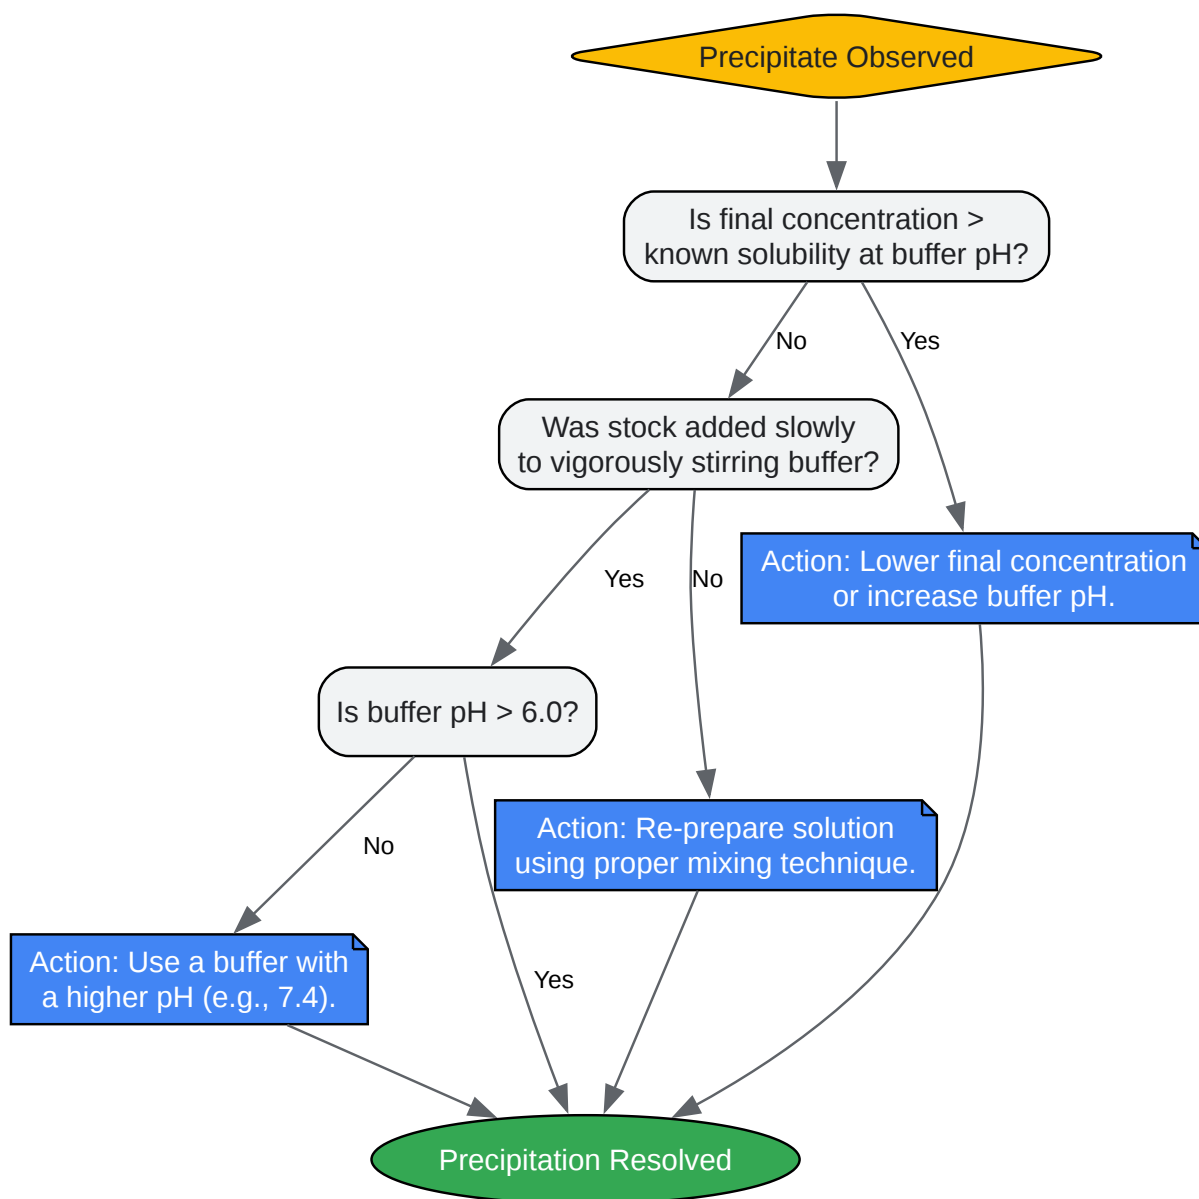 Precipitate Observed
Is final concentration >
known solubility at buffer pH?
No
Yes
Was stock added slowly
to vigorously stirring buffer?
Action: Lower final concentration
or increase buffer pH.
Yes
No
Is buffer pH > 6.0?
Action: Re-prepare solution
using proper mixing technique.
No
Action: Use a buffer with
a higher pH (e.g., 7.4).
Yes
Precipitation Resolved